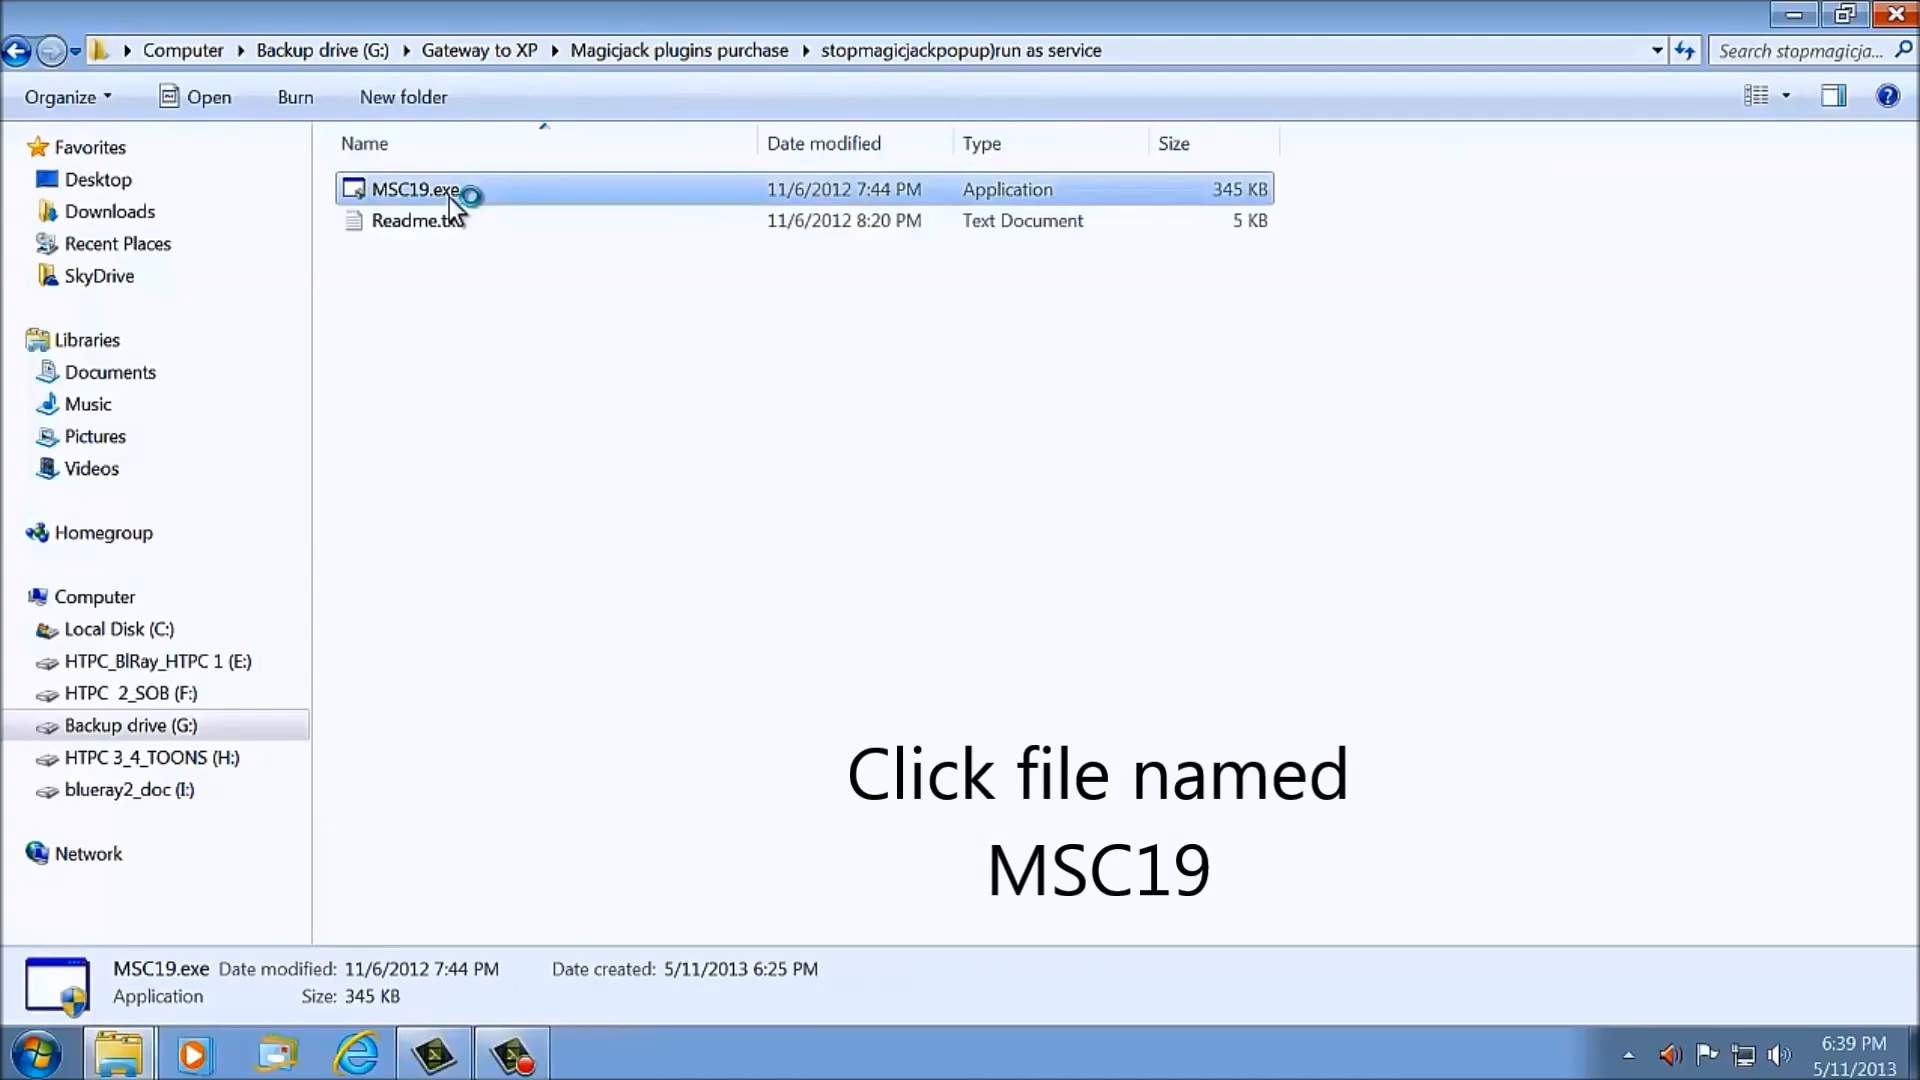 Computer Backup drive (G:) Gateway to XP Magicjack plugins purchase stopmagicjackpopup)run as service Search stopmagicja...
Organize Open Burn New folder
Name Date modified Type Size
MSC19.exe 11/6/2012 7:44 PM Application 345 KB
Readme.txt 11/6/2012 8:20 PM Text Document 5 KB
Favorites
Desktop
Downloads
Recent Places
SkyDrive
Libraries
Documents
Music
Pictures
Videos
Homegroup
Computer
Local Disk (C:)
HTPC_BlRay_HTPC 1 (E:)
HTPC 2_SOB (F:)
Backup drive (G:)
HTPC 3_4_TOONS (H:)
blueray2_doc (I:)
Network
Click file named
MSC19
MSC19.exe Date modified: 11/6/2012 7:44 PM Date created: 5/11/2013 6:25 PM
Application Size: 345 KB
6:39 PM
5/11/2013